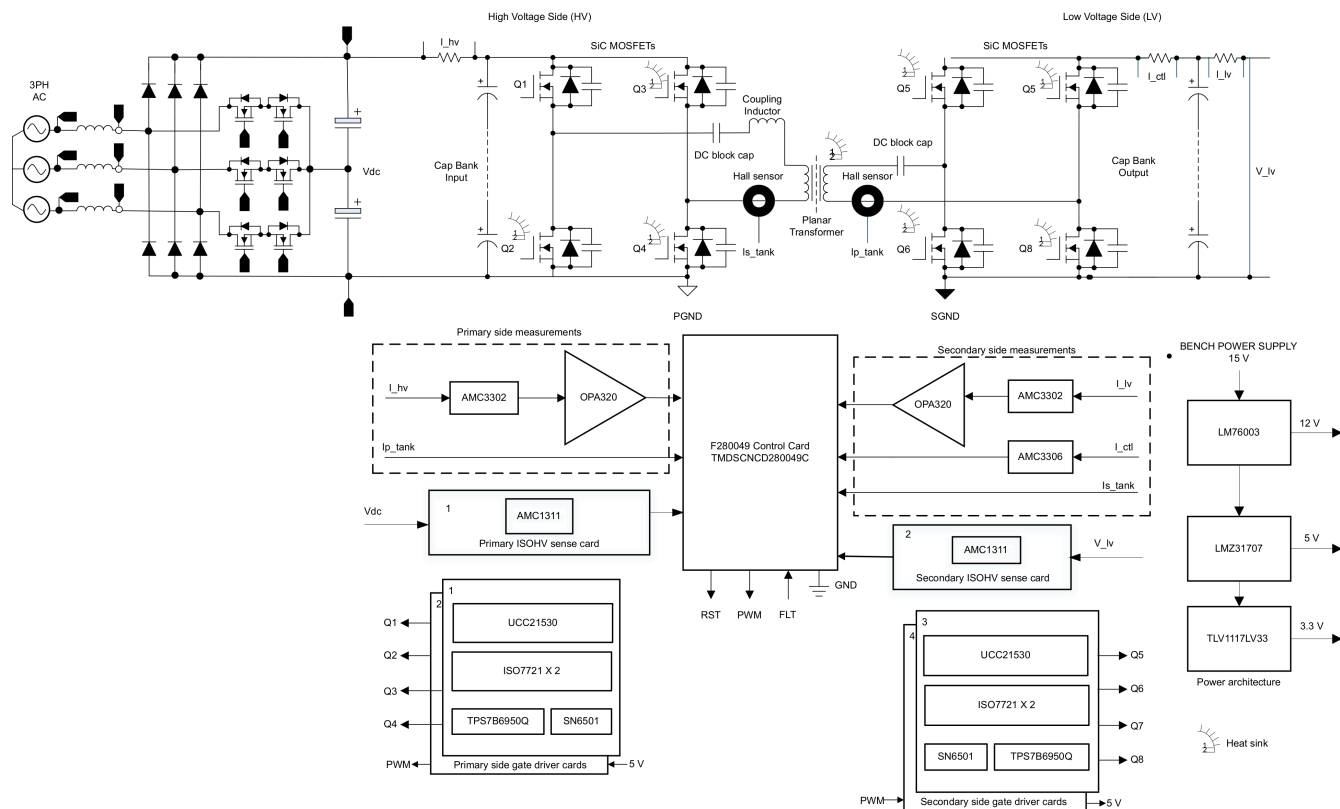 High Voltage Side (HV)
Low Voltage Side (LV)
I_hv
SiC MOSFETs
SiC MOSFETs
3PH
AC
Q1
Q3
Q5
Q5
I_ctl
I_lv
Coupling
Inductor
DC block cap
DC block cap
Vdc
Cap Bank
Input
Hall sensor
Hall sensor
Cap Bank
Output
V_lv
Planar
Transformer
Q2
Q4
Q6
Q8
Is_tank
Ip_tank
PGND
SGND
Primary side measurements
I_hv
AMC3302
OPA320
Ip_tank
F280049 Control Card
TMDSCNCD280049C
Secondary side measurements
OPA320
AMC3302
I_lv
AMC3306
I_ctl
Is_tank
BENCH POWER SUPPLY
15 V
LM76003
12 V
LMZ31707
5 V
TLV1117LV33
3.3 V
Power architecture
Vdc
1
AMC1311
Primary ISOHV sense card
2
AMC1311
V_lv
Secondary ISOHV sense card
RST
PWM
FLT
GND
1
2
UCC21530
ISO7721 X 2
TPS7B6950Q
SN6501
Q1
Q2
Q3
Q4
PWM
Primary side gate driver cards
5 V
3
4
UCC21530
ISO7721 X 2
SN6501
TPS7B6950Q
Q5
Q6
Q7
Q8
PWM
Secondary side gate driver cards
5 V
Heat sink